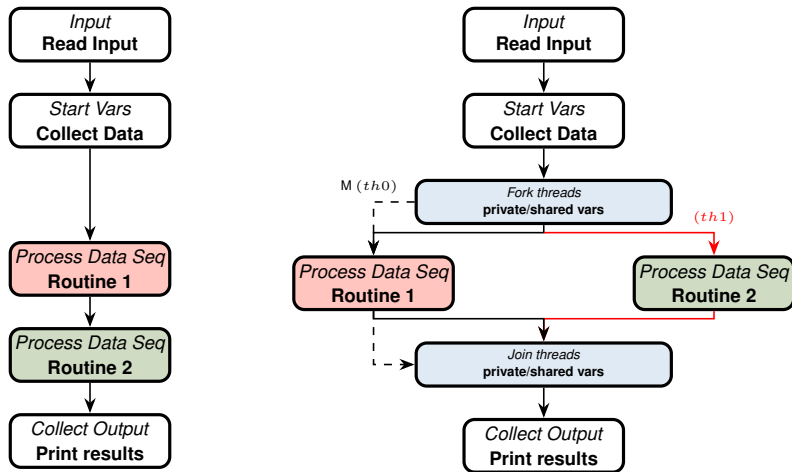 Input
Read Input
Start Vars
Collect Data
Process Data Seq
Routine 1
Process Data Seq
Routine 2
Collect Output
Print results
Input
Read Input
Start Vars
Collect Data
M (th0)
Fork threads
private/shared vars
(th1)
Process Data Seq
Routine 1
Process Data Seq
Routine 2
Join threads
private/shared vars
Collect Output
Print results